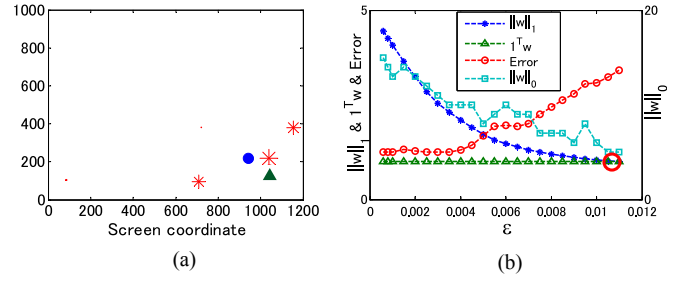 1000
800
600
400
200
0
0 200 400 600 800 1000 1200
Screen coordinate
(a)
5
1
0
||w||₁ & 1ᵀw & Error
||w||₁
1ᵀw
Error
||w||₀
20
0
||w||₀
0 0.002 0.004 0.006 0.008 0.01 0.012
ε
(b)